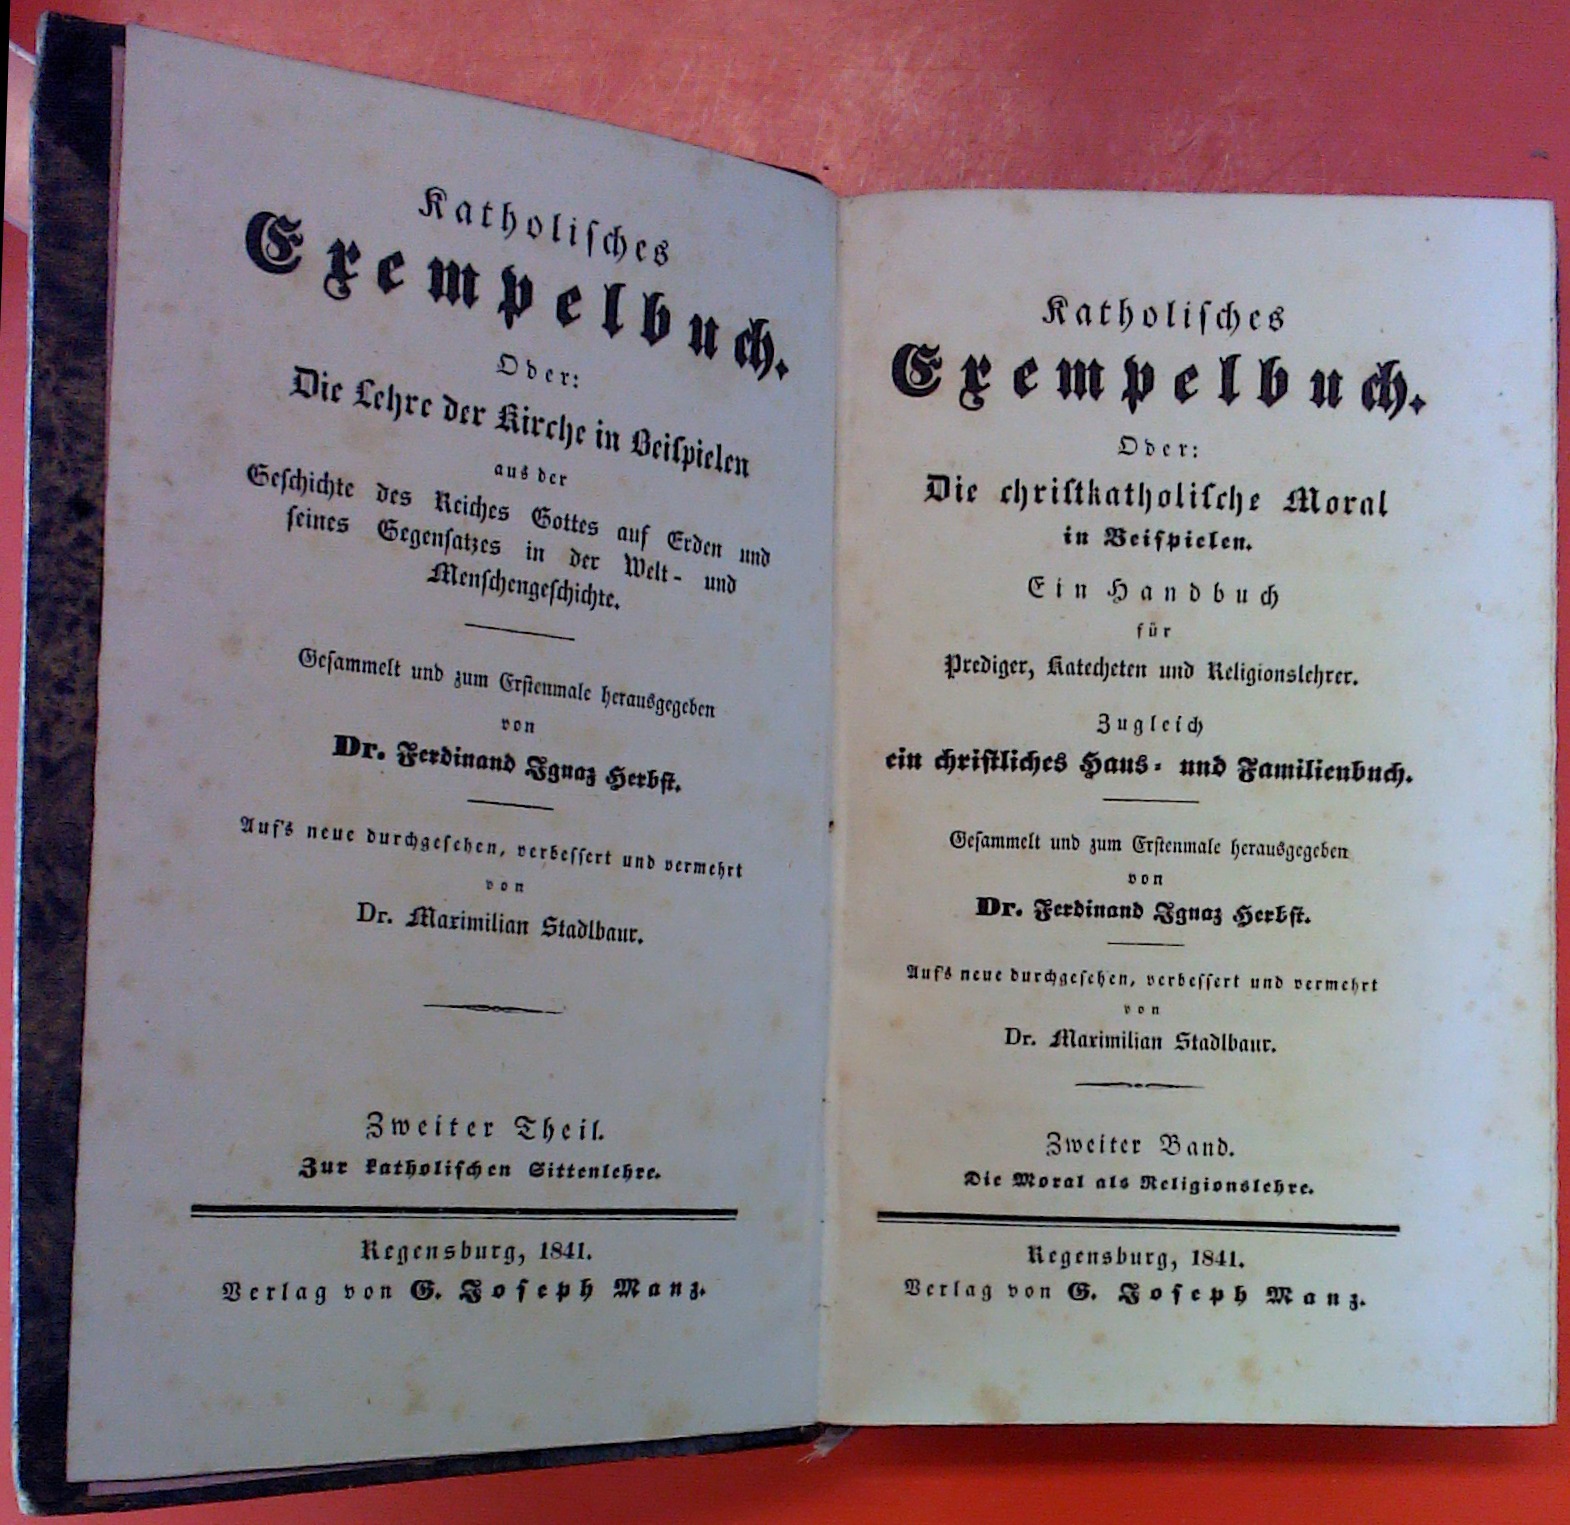 Katholiſches
Exempelbuch.
Oder:
Die Lehre der Kirche in Beiſpielen
aus der
Geſchichte des Reiches Gottes auf Erden und
ſeines Gegenſatzes in der Welt- und
Menſchengeſchichte.
Geſammelt und zum Erſtenmale herausgegeben
von
Dr. Ferdinand Ignaz Herbſt.
Auf's neue durchgeſehen, verbeſſert und vermehrt
von
Dr. Maximilian Stadlbaur.
Zweiter Theil.
Zur katholiſchen Sittenlehre.
Regensburg, 1841.
Verlag von G. Joſeph Manz.
Katholiſches
Exempelbuch.
Oder:
Die chriſtkatholiſche Moral
in Beiſpielen.
Ein Handbuch
für
Prediger, Katecheten und Religionslehrer.
Zugleich
ein chriſtliches Haus- und Familienbuch.
Geſammelt und zum Erſtenmale herausgegeben
von
Dr. Ferdinand Ignaz Herbſt.
Auf's neue durchgeſehen, verbeſſert und vermehrt
von
Dr. Maximilian Stadlbaur.
Zweiter Band.
Die Moral als Religionslehre.
Regensburg, 1841.
Verlag von G. Joſeph Manz.